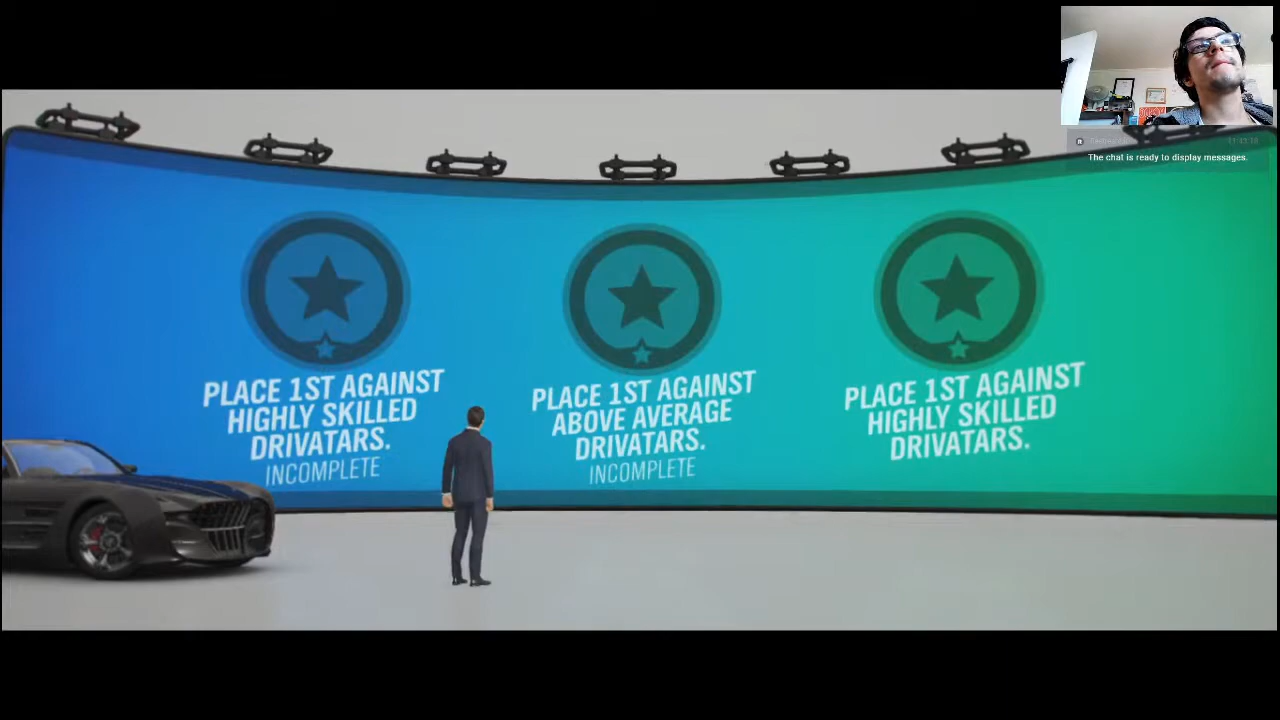 The chat is ready to display messages.
PLACE 1ST AGAINST
HIGHLY SKILLED
DRIVATARS.
INCOMPLETE
PLACE 1ST AGAINST
ABOVE AVERAGE
DRIVATARS.
INCOMPLETE
PLACE 1ST AGAINST
HIGHLY SKILLED
DRIVATARS.